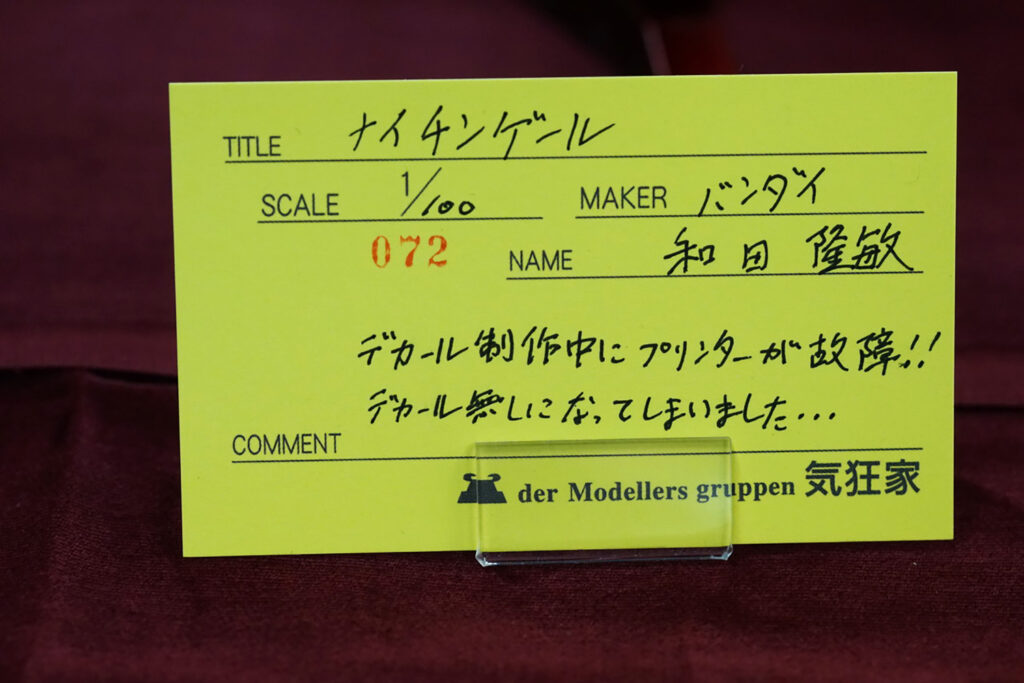 TITLE ナイチンゲール
SCALE 1/100 MAKER バンダイ
072 NAME 和田 隆敏
デカール制作中にプリンターが故障!!
デカール無しになってしまいました...
COMMENT
der Modellers gruppen 気狂家